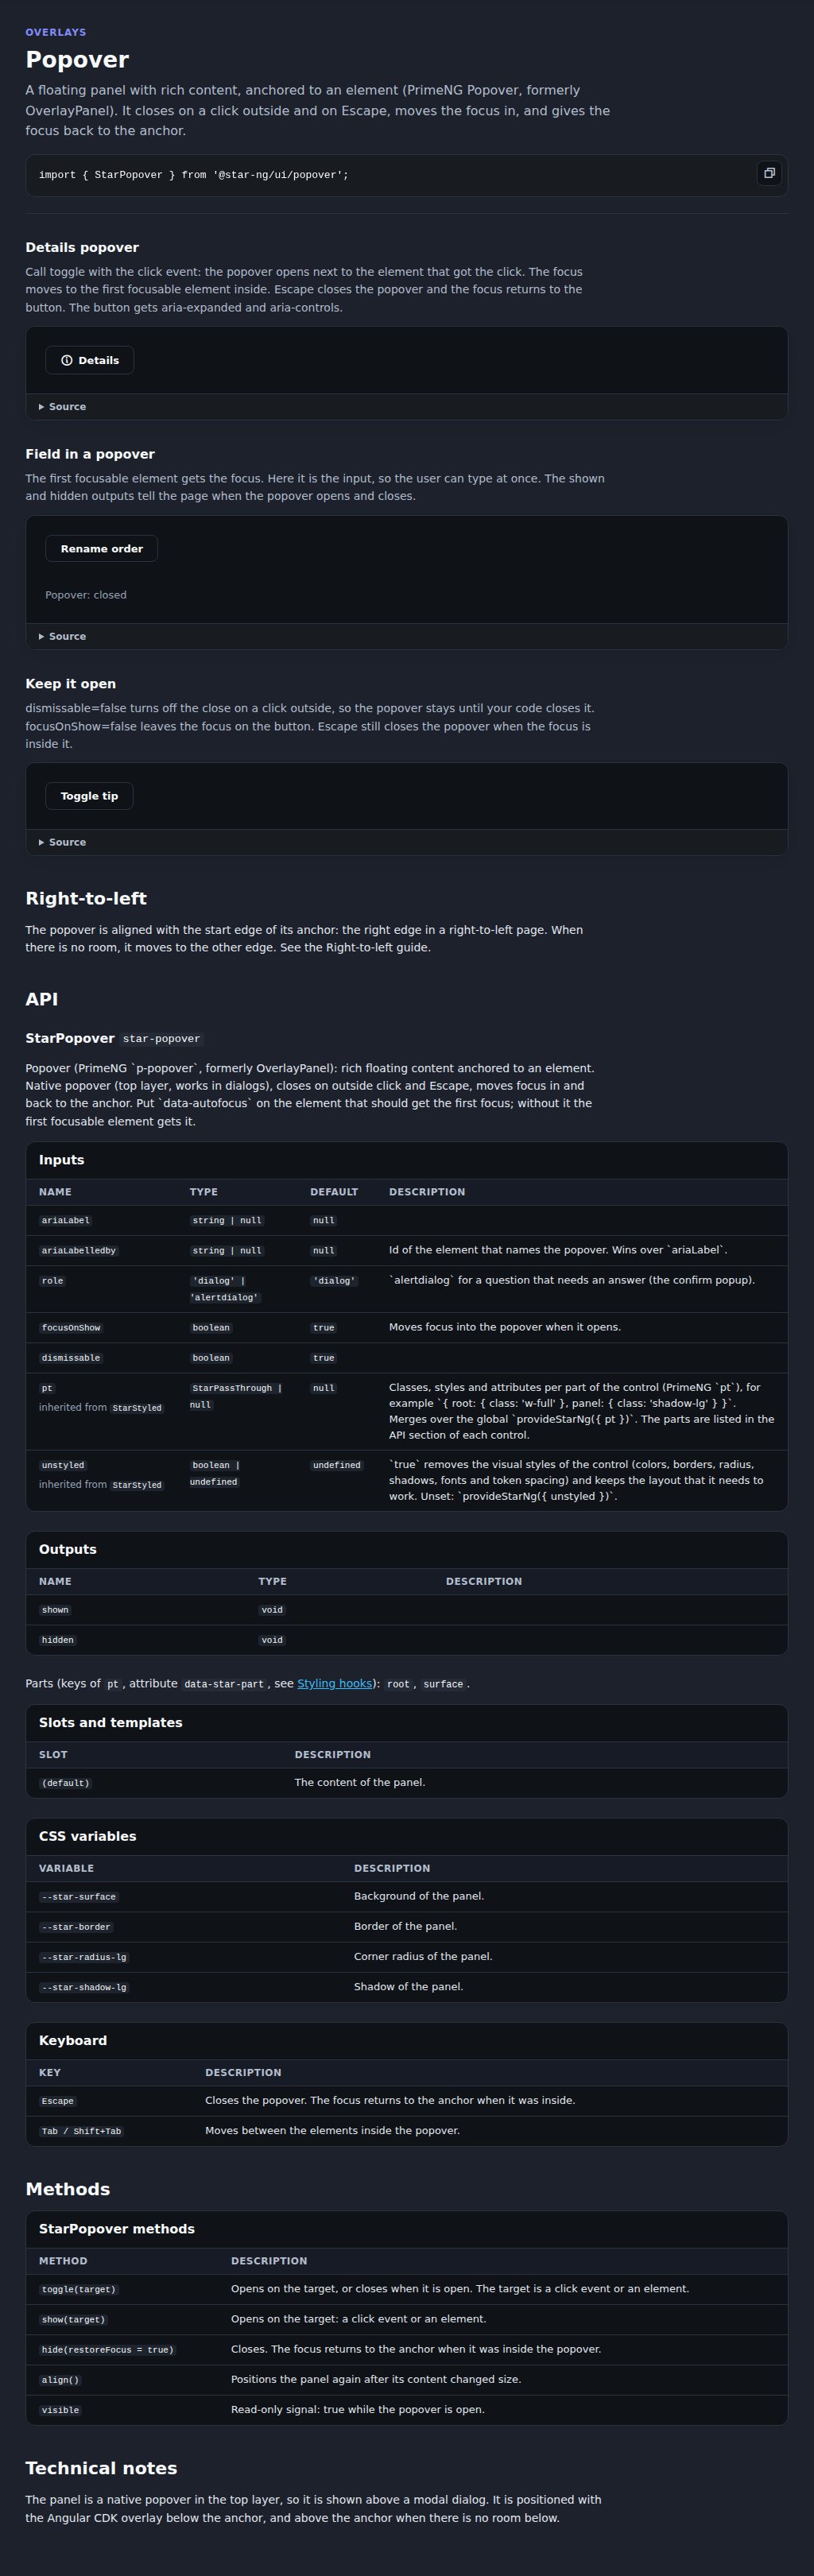 OVERLAYS
Popover
A floating panel with rich content, anchored to an element (PrimeNG Popover, formerly
OverlayPanel). It closes on a click outside and on Escape, moves the focus in, and gives the
focus back to the anchor.
import { StarPopover } from '@star-ng/ui/popover';
Details popover
Call toggle with the click event: the popover opens next to the element that got the click. The focus
moves to the first focusable element inside. Escape closes the popover and the focus returns to the
button. The button gets aria-expanded and aria-controls.
Details
Source
Field in a popover
The first focusable element gets the focus. Here it is the input, so the user can type at once. The shown
and hidden outputs tell the page when the popover opens and closes.
Rename order
Popover: closed
Source
Keep it open
dismissable=false turns off the close on a click outside, so the popover stays until your code closes it.
focusOnShow=false leaves the focus on the button. Escape still closes the popover when the focus is
inside it.
Toggle tip
Source
Right-to-left
The popover is aligned with the start edge of its anchor: the right edge in a right-to-left page. When
there is no room, it moves to the other edge. See the Right-to-left guide.
API
StarPopover star-popover
Popover (PrimeNG `p-popover`, formerly OverlayPanel): rich floating content anchored to an element.
Native popover (top layer, works in dialogs), closes on outside click and Escape, moves focus in and
back to the anchor. Put `data-autofocus` on the element that should get the first focus; without it the
first focusable element gets it.
Inputs
NAME TYPE DEFAULT DESCRIPTION
ariaLabel string | null null
ariaLabelledby string | null null Id of the element that names the popover. Wins over `ariaLabel`.
role 'dialog' | 'dialog' `alertdialog` for a question that needs an answer (the confirm popup).
'alertdialog'
focusOnShow boolean true Moves focus into the popover when it opens.
dismissable boolean true
pt StarPassThrough | null Classes, styles and attributes per part of the control (PrimeNG `pt`), for
null example `{ root: { class: 'w-full' }, panel: { class: 'shadow-lg' } }`.
inherited from StarStyled Merges over the global `provideStarNg({ pt })`. The parts are listed in the
API section of each control.
unstyled boolean | undefined `true` removes the visual styles of the control (colors, borders, radius,
undefined shadows, fonts and token spacing) and keeps the layout that it needs to
inherited from StarStyled work. Unset: `provideStarNg({ unstyled })`.
Outputs
NAME TYPE DESCRIPTION
shown void
hidden void
Parts (keys of pt, attribute data-star-part, see Styling hooks): root, surface.
Slots and templates
SLOT DESCRIPTION
(default) The content of the panel.
CSS variables
VARIABLE DESCRIPTION
--star-surface Background of the panel.
--star-border Border of the panel.
--star-radius-lg Corner radius of the panel.
--star-shadow-lg Shadow of the panel.
Keyboard
KEY DESCRIPTION
Escape Closes the popover. The focus returns to the anchor when it was inside.
Tab / Shift+Tab Moves between the elements inside the popover.
Methods
StarPopover methods
METHOD DESCRIPTION
toggle(target) Opens on the target, or closes when it is open. The target is a click event or an element.
show(target) Opens on the target: a click event or an element.
hide(restoreFocus = true) Closes. The focus returns to the anchor when it was inside the popover.
align() Positions the panel again after its content changed size.
visible Read-only signal: true while the popover is open.
Technical notes
The panel is a native popover in the top layer, so it is shown above a modal dialog. It is positioned with
the Angular CDK overlay below the anchor, and above the anchor when there is no room below.